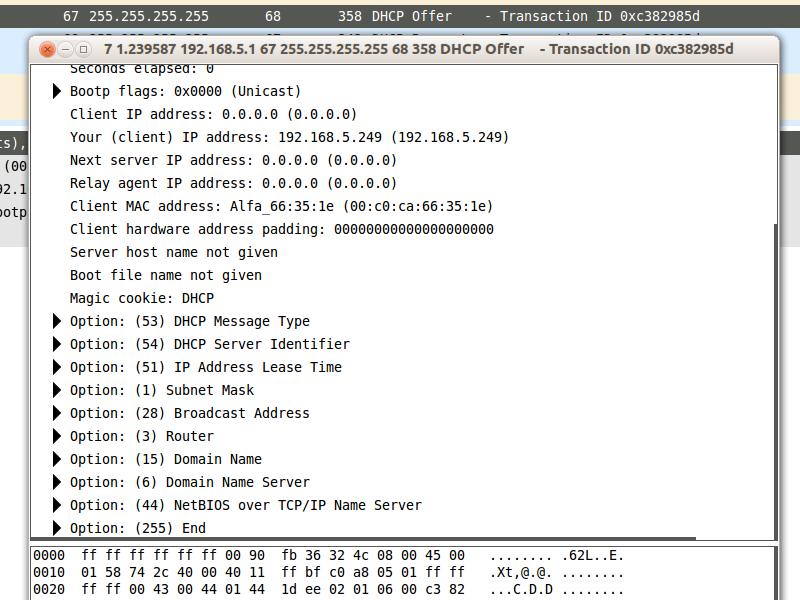 67 255.255.255.255 68 358 DHCP Offer - Transaction ID 0xc382985d
7 1.239587 192.168.5.1 67 255.255.255.255 68 358 DHCP Offer - Transaction ID 0xc382985d
Seconds elapsed: 0
Bootp flags: 0x0000 (Unicast)
Client IP address: 0.0.0.0 (0.0.0.0)
Your (client) IP address: 192.168.5.249 (192.168.5.249)
Next server IP address: 0.0.0.0 (0.0.0.0)
Relay agent IP address: 0.0.0.0 (0.0.0.0)
Client MAC address: Alfa_66:35:1e (00:c0:ca:66:35:1e)
Client hardware address padding: 00000000000000000000
Server host name not given
Boot file name not given
Magic cookie: DHCP
Option: (53) DHCP Message Type
Option: (54) DHCP Server Identifier
Option: (51) IP Address Lease Time
Option: (1) Subnet Mask
Option: (28) Broadcast Address
Option: (3) Router
Option: (15) Domain Name
Option: (6) Domain Name Server
Option: (44) NetBIOS over TCP/IP Name Server
Option: (255) End
0000 ff ff ff ff ff ff 00 90 fb 36 32 4c 08 00 45 00 ........ .62L..E.
0010 01 58 74 2c 40 00 40 11 ff bf c0 a8 05 01 ff ff .Xt,@.@. ........
0020 ff ff 00 43 00 44 01 44 1d ee 02 01 06 00 c3 82 ...C.D.D ........